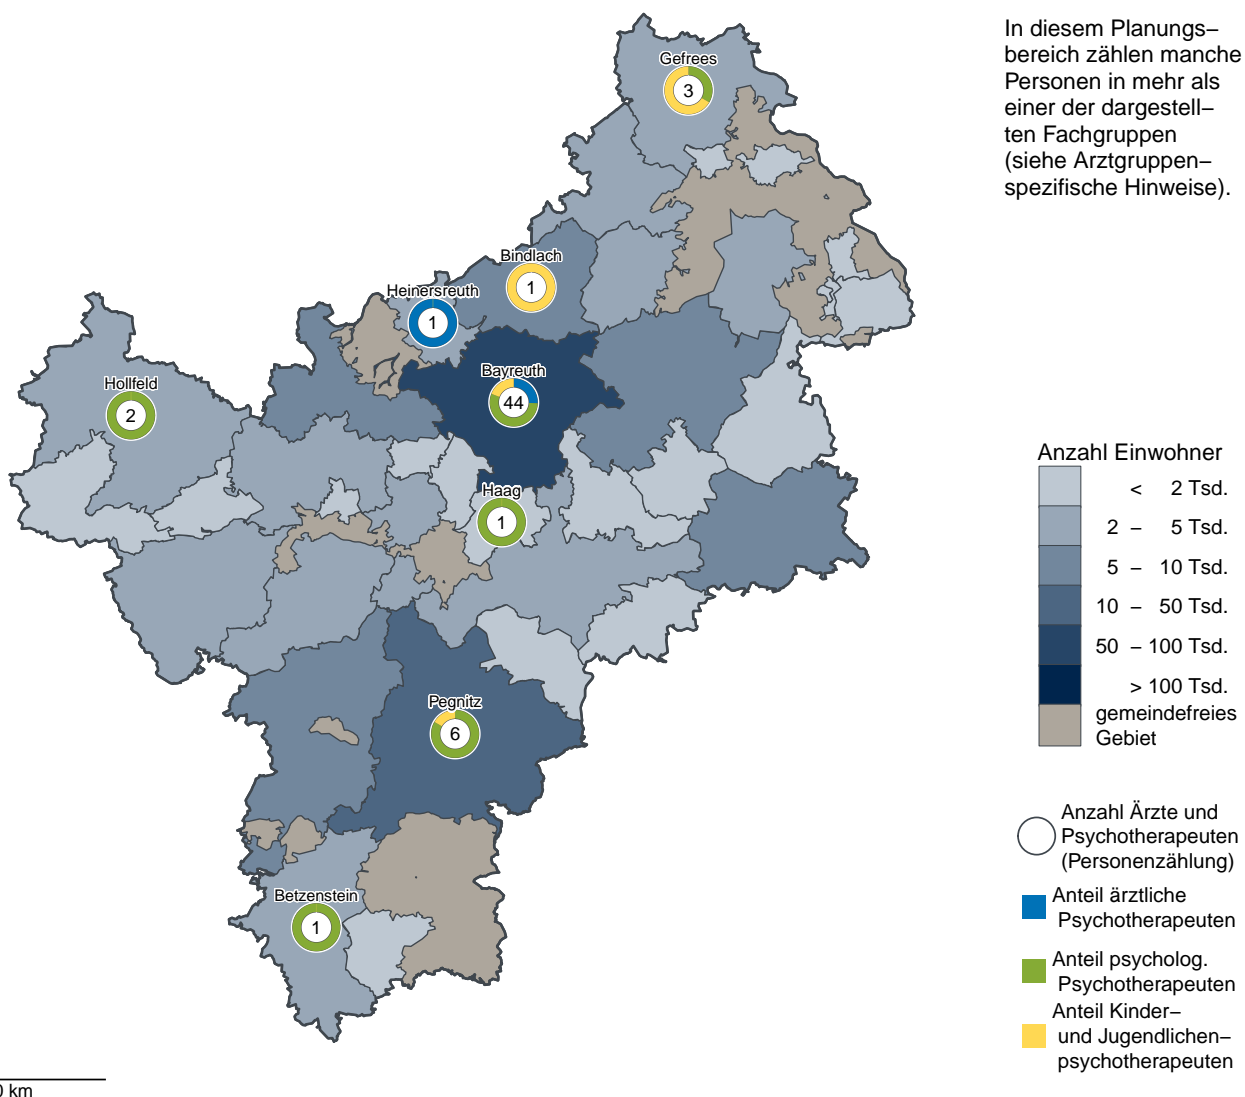 In diesem Planungs–
bereich zählen manche
Personen in mehr als
einer der dargestell–
ten Fachgruppen
(siehe Arztgruppen–
spezifische Hinweise).
Gefrees
3
Bindlach
1
Heinersreuth
1
Bayreuth
44
Hollfeld
2
Haag
1
Pegnitz
6
Betzenstein
1
Anzahl Einwohner
< 2 Tsd.
2 – 5 Tsd.
5 – 10 Tsd.
10 – 50 Tsd.
50 – 100 Tsd.
> 100 Tsd.
gemeindefreies
Gebiet
Anzahl Ärzte und
Psychotherapeuten
(Personenzählung)
Anteil ärztliche
Psychotherapeuten
Anteil psycholog.
Psychotherapeuten
Anteil Kinder–
und Jugendlichen–
psychotherapeuten
km